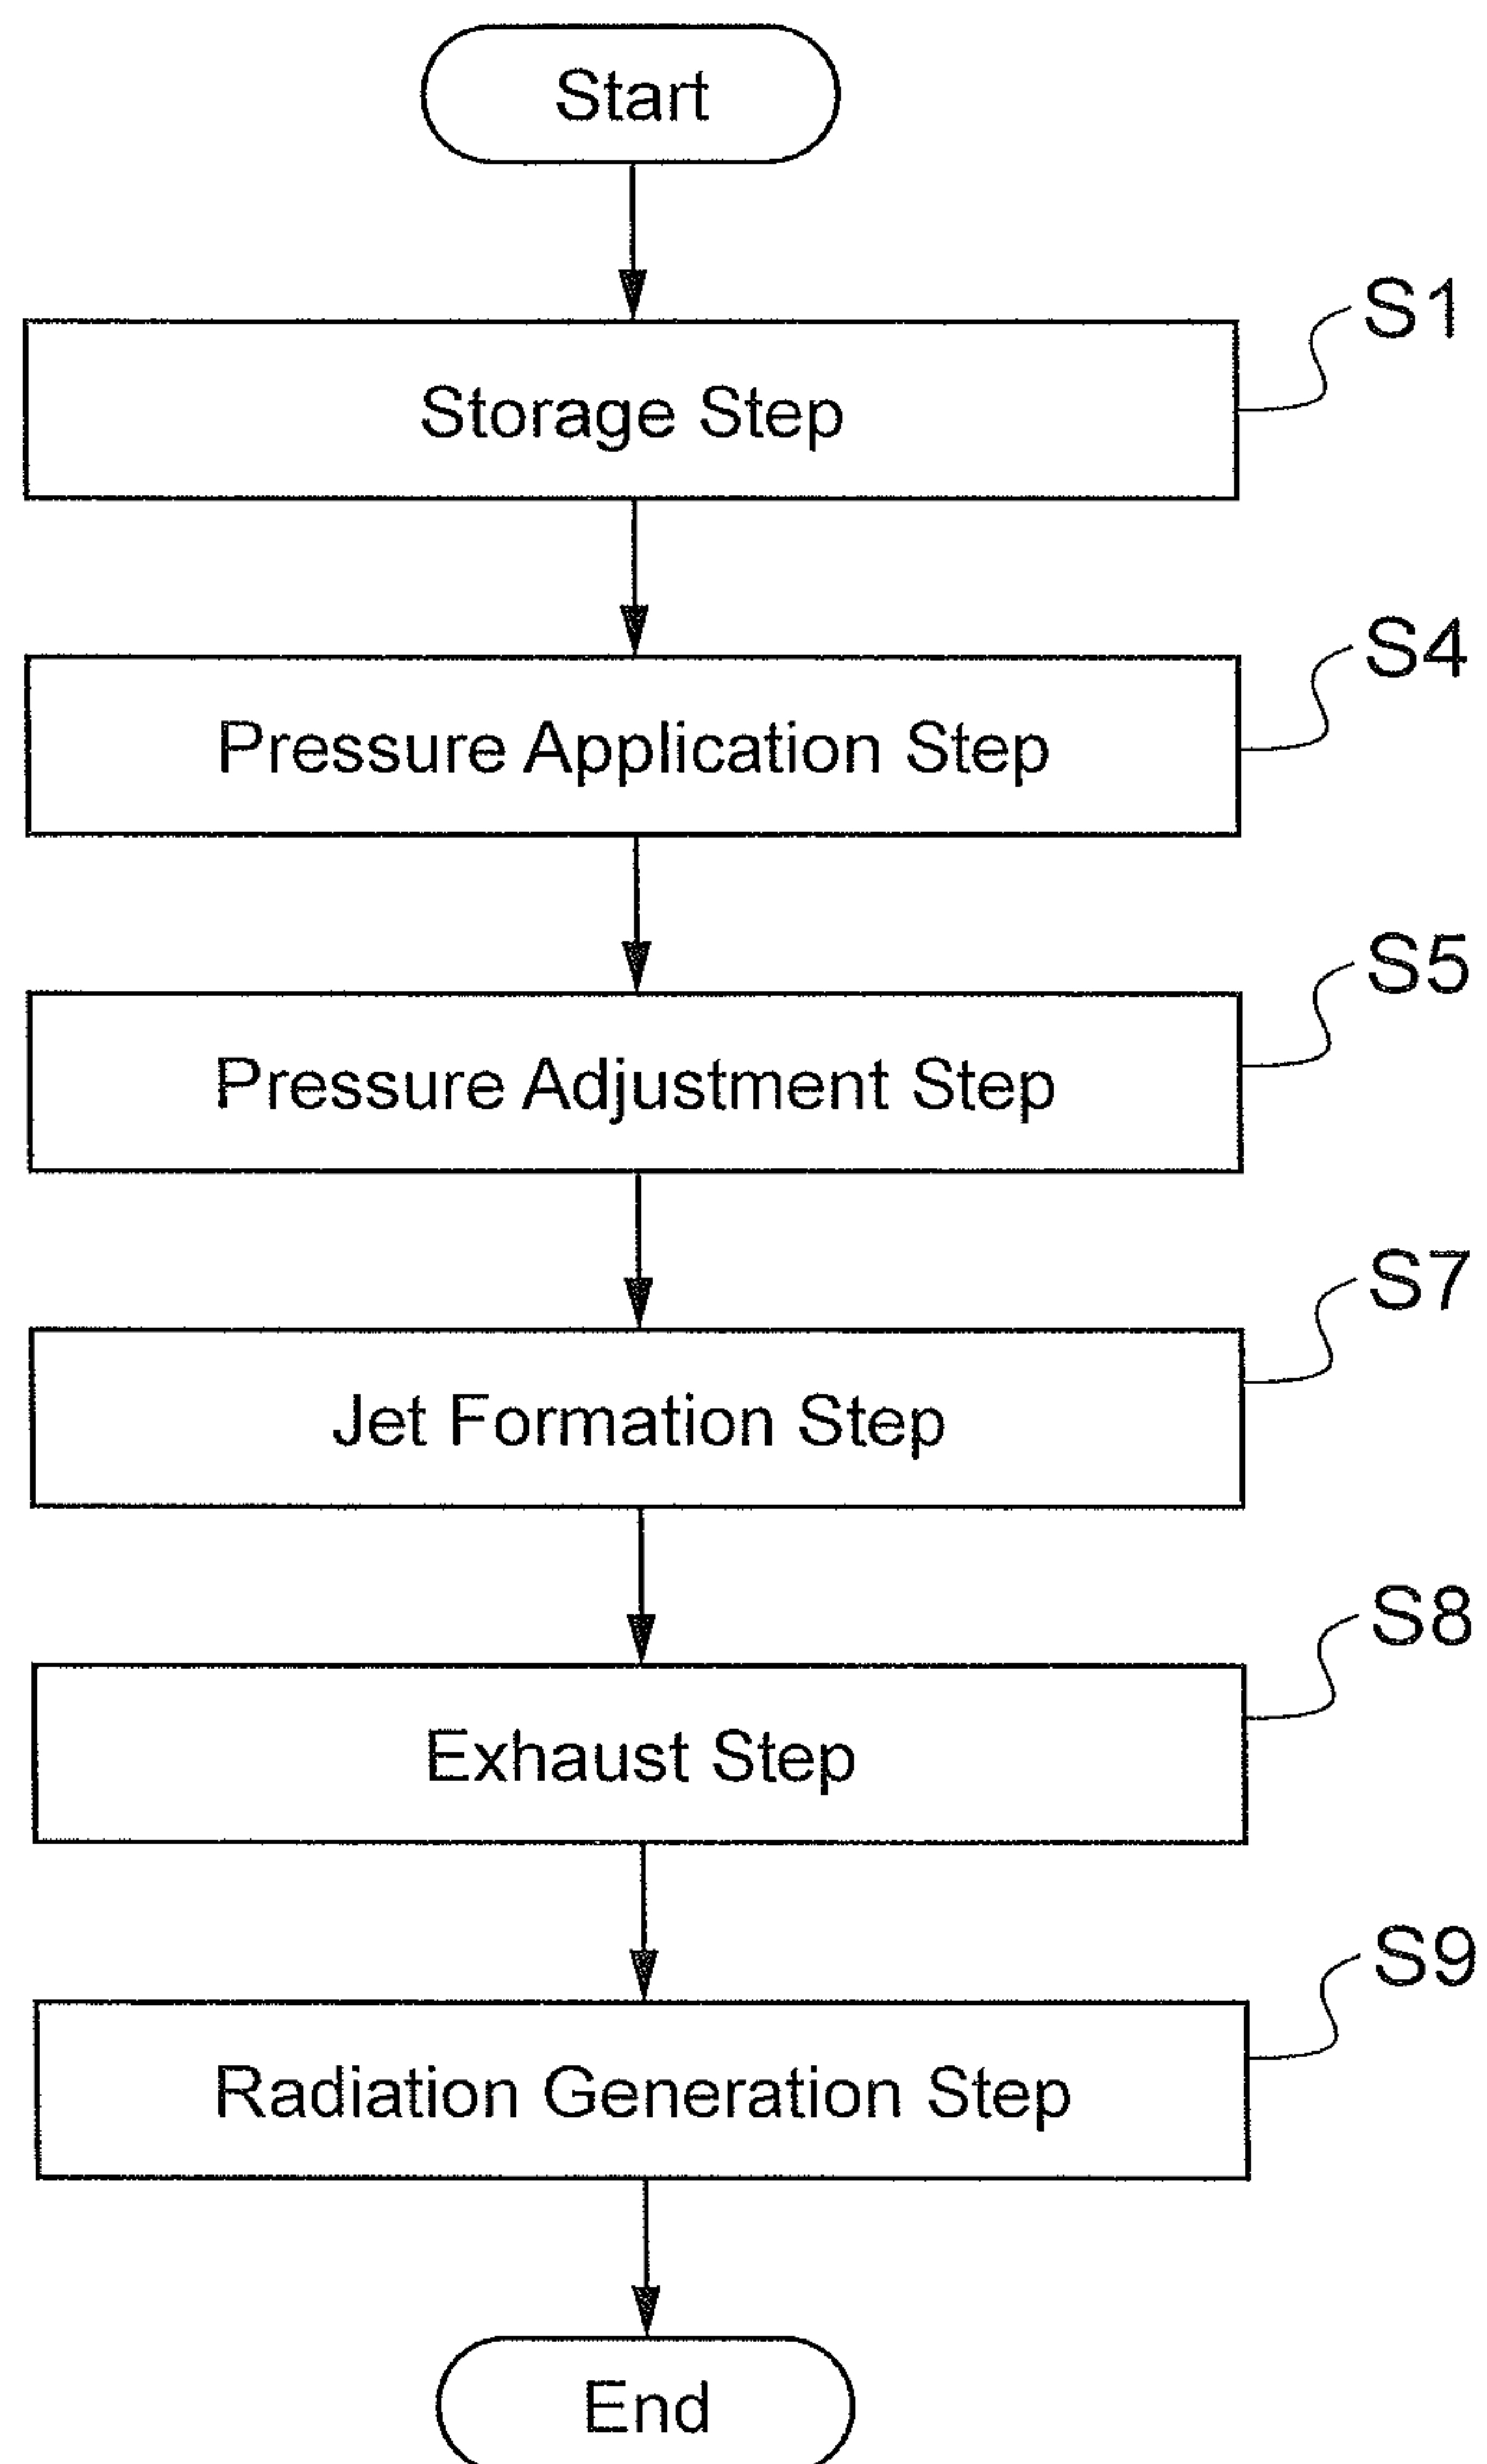 Start
S1
Storage Step
S4
Pressure Application Step
S5
Pressure Adjustment Step
S7
Jet Formation Step
S8
Exhaust Step
S9
Radiation Generation Step
End